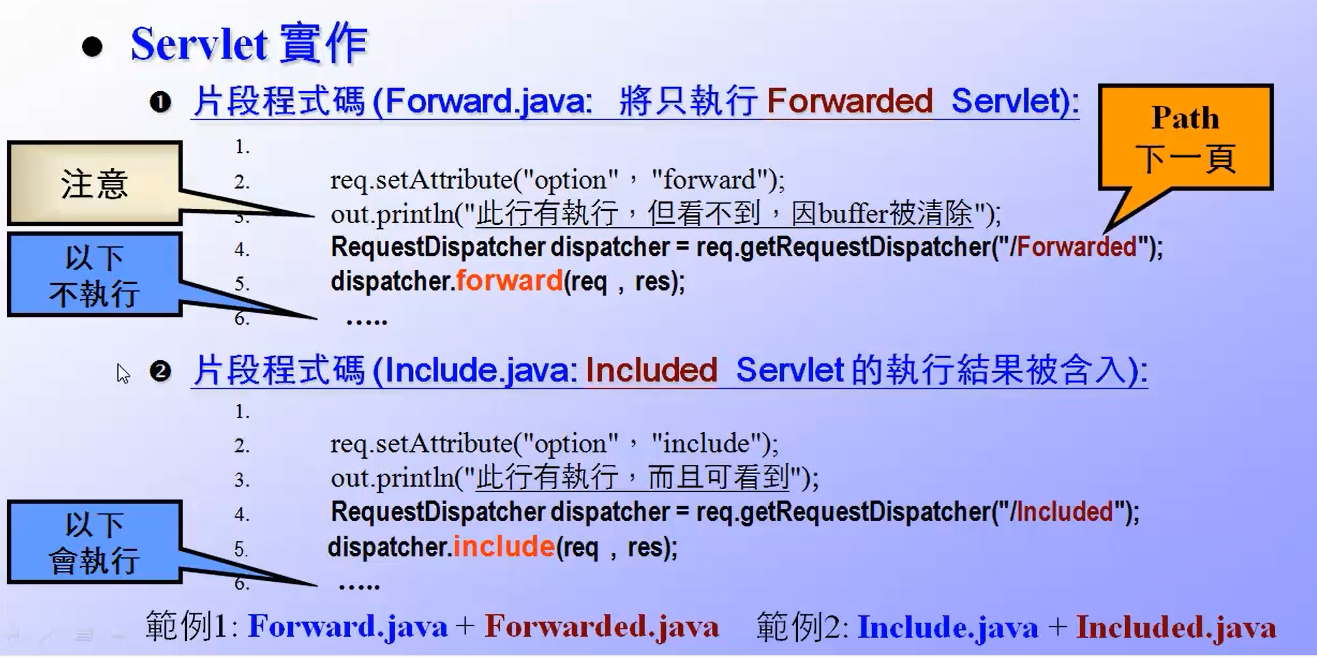 ● Servlet 實作
❶ 片段程式碼 (Forward.java: 將只執行 Forwarded Servlet):
Path
下一頁
注意
1.
2. req.setAttribute("option", "forward");
3. out.println("此行有執行，但看不到，因buffer被清除");
以下
不執行
4. RequestDispatcher dispatcher = req.getRequestDispatcher("/Forwarded");
5. dispatcher.forward(req , res);
6. …..
❷ 片段程式碼 (Include.java: Included Servlet 的執行結果被含入):
1.
2. req.setAttribute("option", "include");
3. out.println("此行有執行，而且可看到");
以下
會執行
4. RequestDispatcher dispatcher = req.getRequestDispatcher("/Included");
5. dispatcher.include(req , res);
6. …..
範例1: Forward.java + Forwarded.java 範例2: Include.java + Included.java